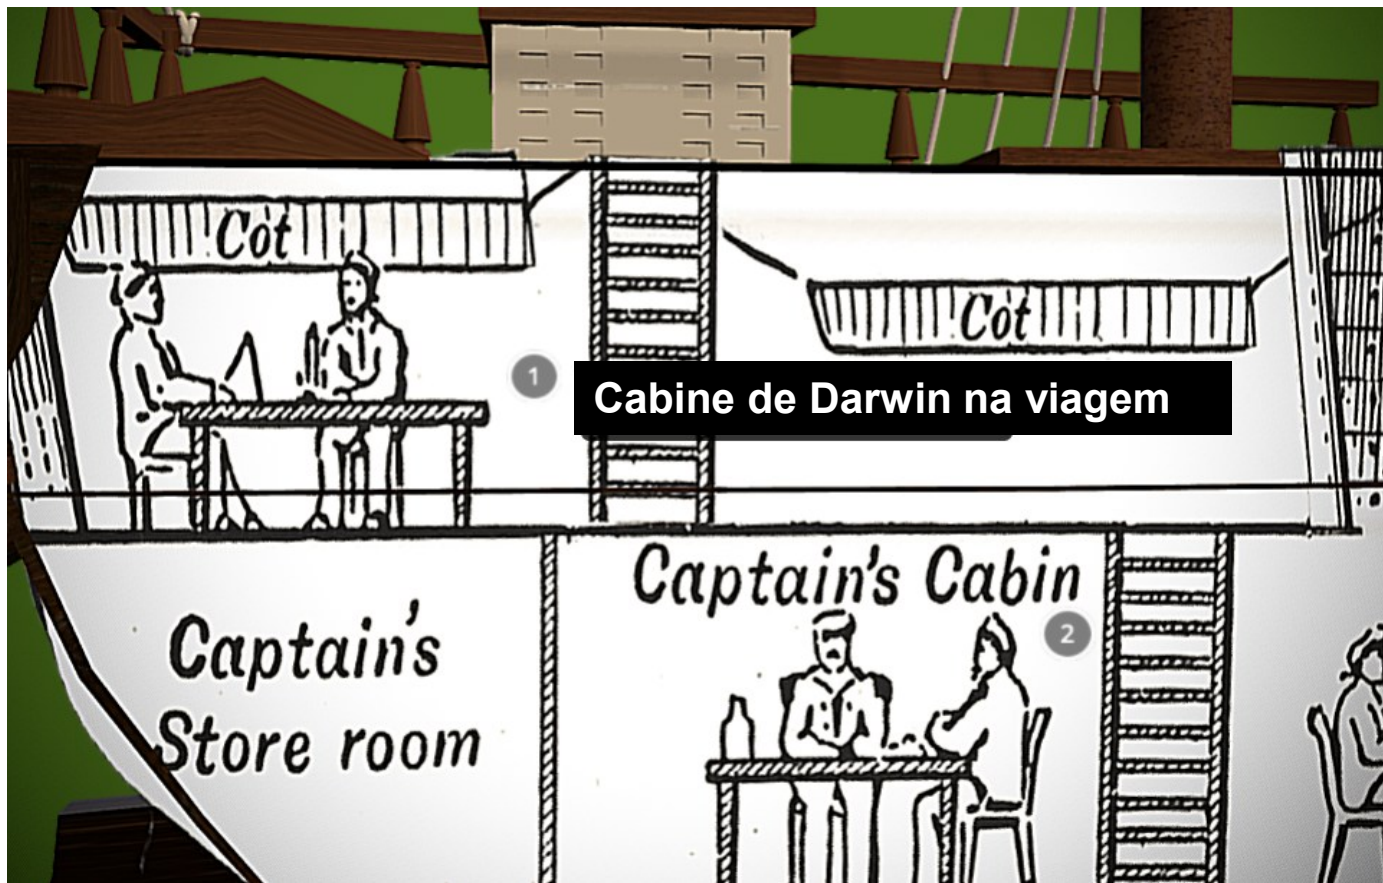 Cot
Cot
1
Cabine de Darwin na viagem
Captain's Cabin
2
Captain's
Store room